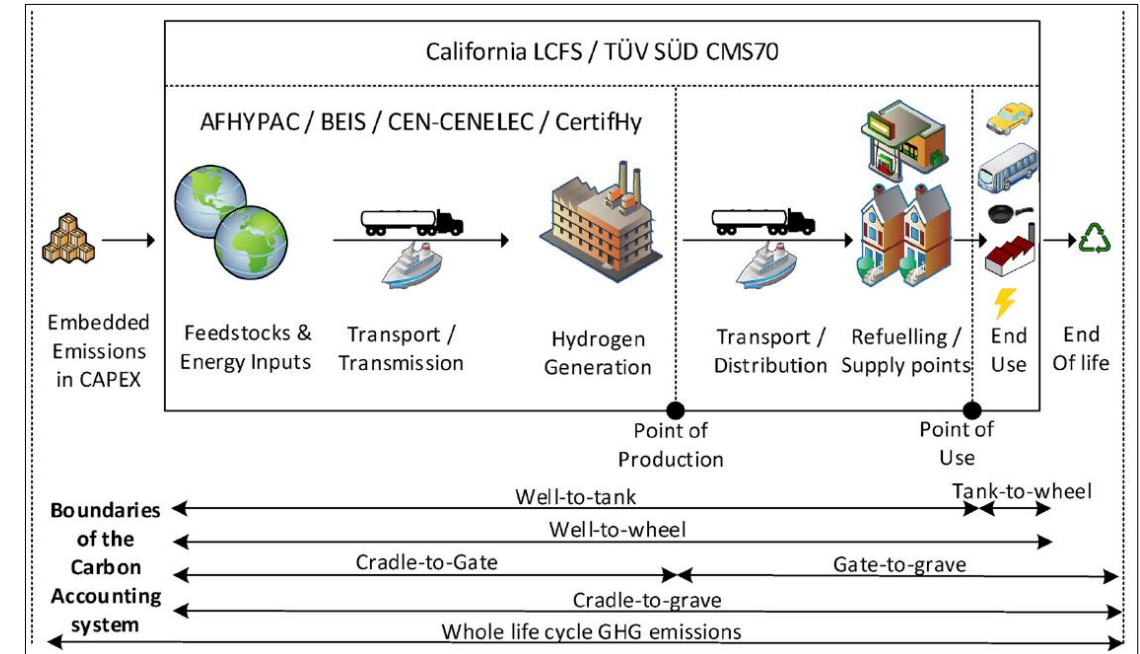 California LCFS / TÜV SÜD CMS70
AFHYPAC / BEIS / CEN-CENELEC / CertifHy
Embedded
Emissions
in CAPEX
Feedstocks &
Energy Inputs
Transport /
Transmission
Hydrogen
Generation
Transport /
Distribution
Refuelling /
Supply points
End
Use
End
Of life
Point of
Production
Point of
Use
Boundaries
of the
Carbon
Accounting
system
Well-to-tank
Tank-to-wheel
Well-to-wheel
Cradle-to-Gate
Gate-to-grave
Cradle-to-grave
Whole life cycle GHG emissions